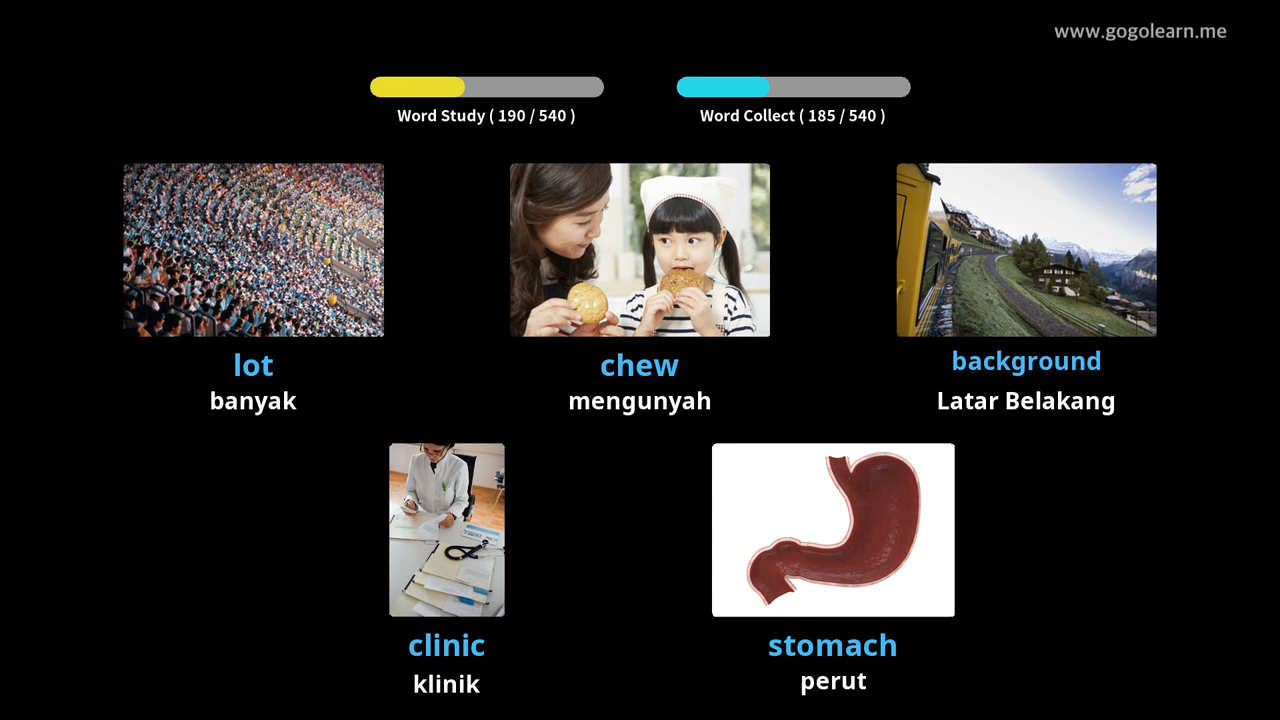 www.gogolearn.me
Word Study ( 190 / 540 )
Word Collect ( 185 / 540 )
lot
banyak
chew
mengunyah
background
Latar Belakang
clinic
klinik
stomach
perut